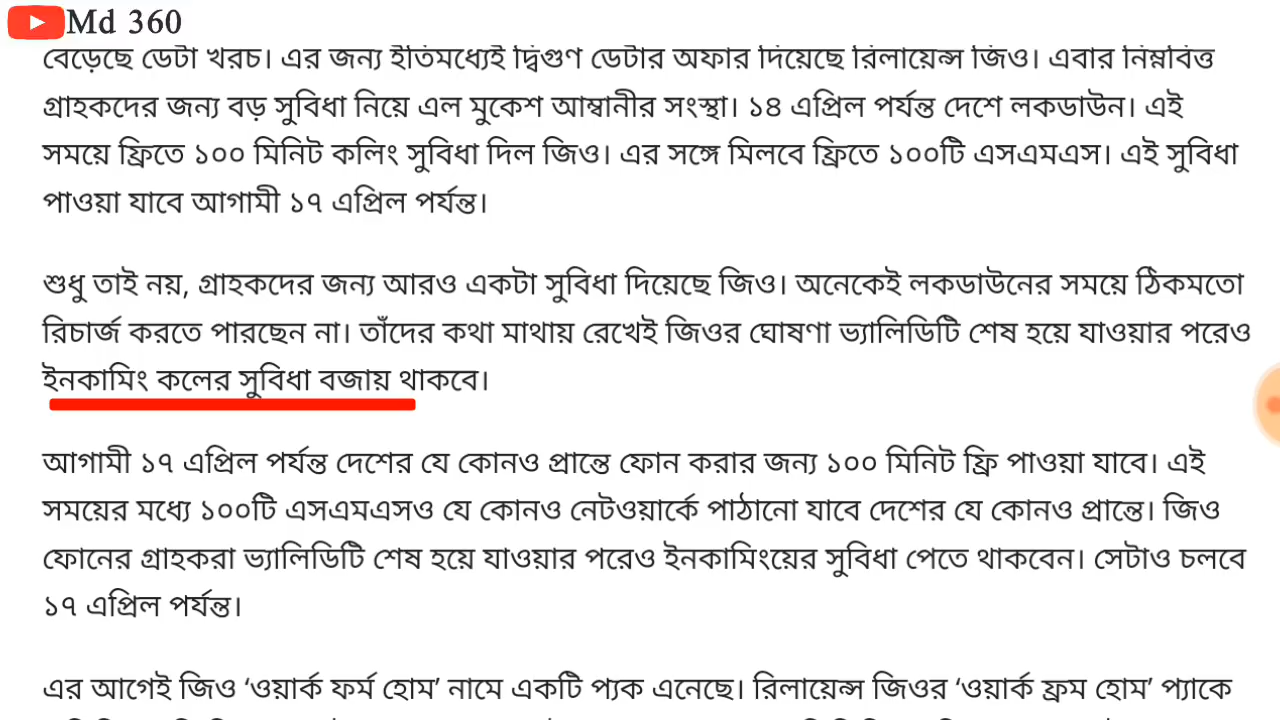 Md 360
বেড়েছে ডেটা খরচ। এর জন্য ইতিমধ্যেই দ্বিগুণ ডেটার অফার দিয়েছে রিলায়েন্স জিও। এবার নিম্নবিত্ত
গ্রাহকদের জন্য বড় সুবিধা নিয়ে এল মুকেশ আম্বানীর সংস্থা। ১৪ এপ্রিল পর্যন্ত দেশে লকডাউন। এই
সময়ে ফ্রিতে ১০০ মিনিট কলিং সুবিধা দিল জিও। এর সঙ্গে মিলবে ফ্রিতে ১০০টি এসএমএস। এই সুবিধা
পাওয়া যাবে আগামী ১৭ এপ্রিল পর্যন্ত।
শুধু তাই নয়, গ্রাহকদের জন্য আরও একটা সুবিধা দিয়েছে জিও। অনেকেই লকডাউনের সময়ে ঠিকমতো
রিচার্জ করতে পারছেন না। তাঁদের কথা মাথায় রেখেই জিওর ঘোষণা ভ্যালিডিটি শেষ হয়ে যাওয়ার পরেও
ইনকামিং কলের সুবিধা বজায় থাকবে।
আগামী ১৭ এপ্রিল পর্যন্ত দেশের যে কোনও প্রান্তে ফোন করার জন্য ১০০ মিনিট ফ্রি পাওয়া যাবে। এই
সময়ের মধ্যে ১০০টি এসএমএসও যে কোনও নেটওয়ার্কে পাঠানো যাবে দেশের যে কোনও প্রান্তে। জিও
ফোনের গ্রাহকরা ভ্যালিডিটি শেষ হয়ে যাওয়ার পরেও ইনকামিংয়ের সুবিধা পেতে থাকবেন। সেটাও চলবে
১৭ এপ্রিল পর্যন্ত।
এর আগেই জিও ‘ওয়ার্ক ফর্ম হোম’ নামে একটি প্যক এনেছে। রিলায়েন্স জিওর ‘ওয়ার্ক ফ্রম হোম’ প্যাকে